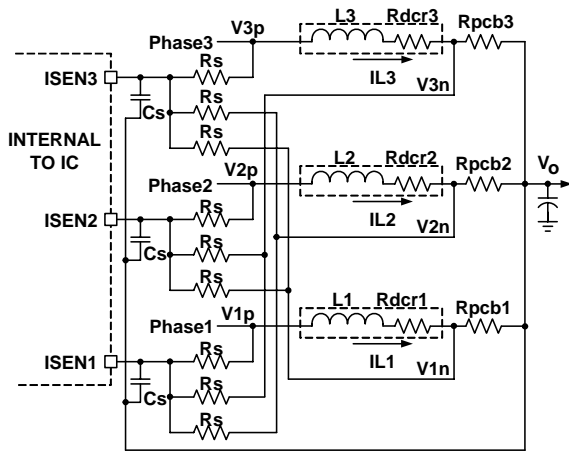 L3 Rdcr3 Rpcb3
V3p
Phase3
Rs
ISEN3
IL3
V3n
Rs
Cs
Rs
INTERNAL
TO IC
V2p
L2 Rdcr2 Rpcb2
Vo
Phase2
Rs
ISEN2
IL2
V2n
Rs
Cs
Rs
V1p
L1 Rdcr1 Rpcb1
Phase1
Rs
ISEN1
IL1
V1n
Rs
Cs
Rs